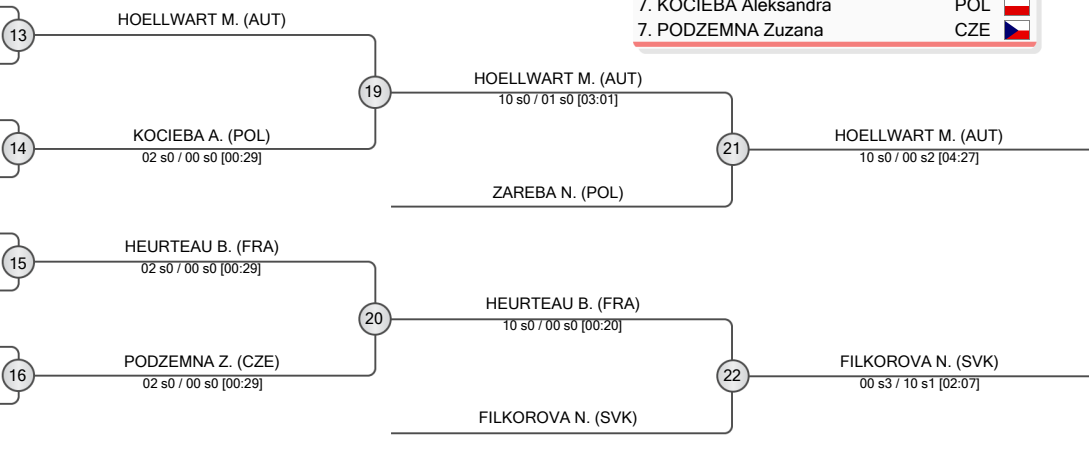 7. KOCIEBA Aleksandra POL
7. PODZEMNA Zuzana CZE
13
HOELLWART M. (AUT)
19
HOELLWART M. (AUT)
10 s0 / 01 s0 [03:01]
14
KOCIEBA A. (POL)
02 s0 / 00 s0 [00:29]
21
HOELLWART M. (AUT)
10 s0 / 00 s2 [04:27]
ZAREBA N. (POL)
15
HEURTEAU B. (FRA)
02 s0 / 00 s0 [00:29]
20
HEURTEAU B. (FRA)
10 s0 / 00 s0 [00:20]
16
PODZEMNA Z. (CZE)
02 s0 / 00 s0 [00:29]
22
FILKOROVA N. (SVK)
00 s3 / 10 s1 [02:07]
FILKOROVA N. (SVK)